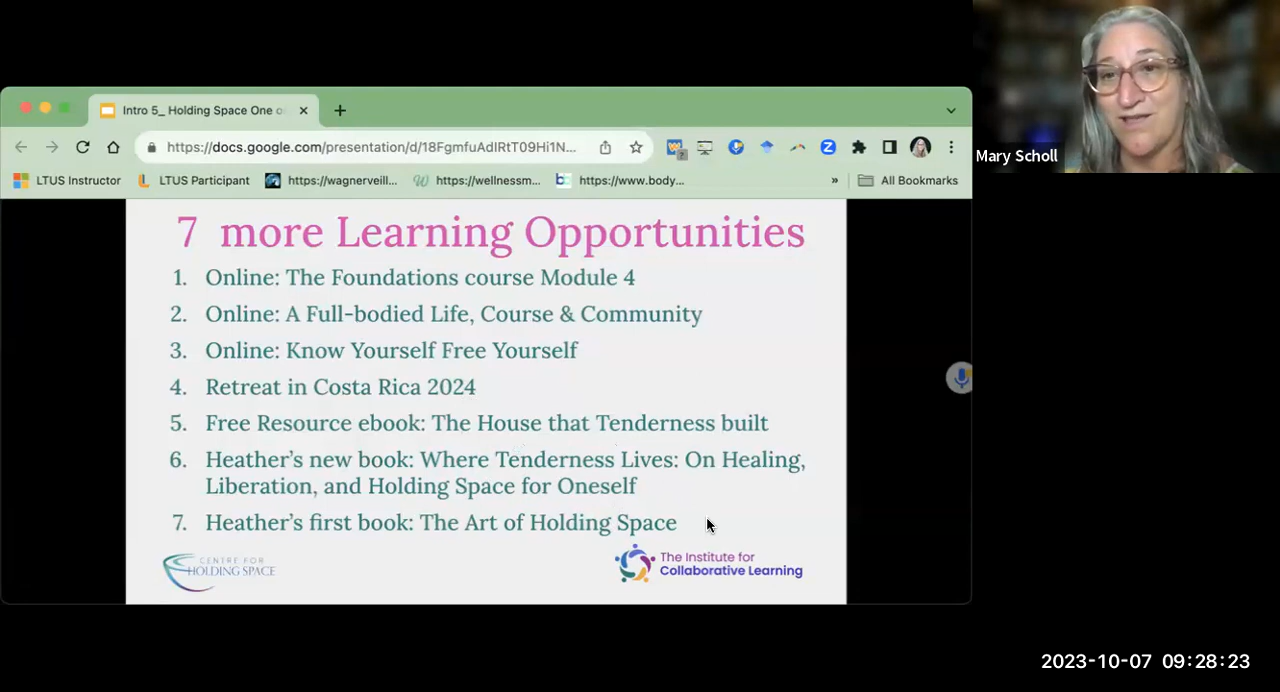 Intro 5_ Holding Space One o
https://docs.google.com/presentation/d/18FgmfuAdIRtT09Hi1N...
LTUS Instructor
LTUS Participant
https://wagnerveill...
https://wellnessm...
https://www.body...
»
All Bookmarks
Mary Scholl
7 more Learning Opportunities
1. Online: The Foundations course Module 4
2. Online: A Full-bodied Life, Course & Community
3. Online: Know Yourself Free Yourself
4. Retreat in Costa Rica 2024
5. Free Resource ebook: The House that Tenderness built
6. Heather’s new book: Where Tenderness Lives: On Healing,
Liberation, and Holding Space for Oneself
7. Heather’s first book: The Art of Holding Space
CENTRE FOR
HOLDING SPACE
The Institute for
Collaborative Learning
2023-10-07 09:28:23